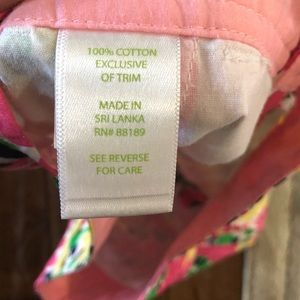 100% COTTON
EXCLUSIVE
OF TRIM
MADE IN
SRI LANKA
RN# 88189
SEE REVERSE
FOR CARE